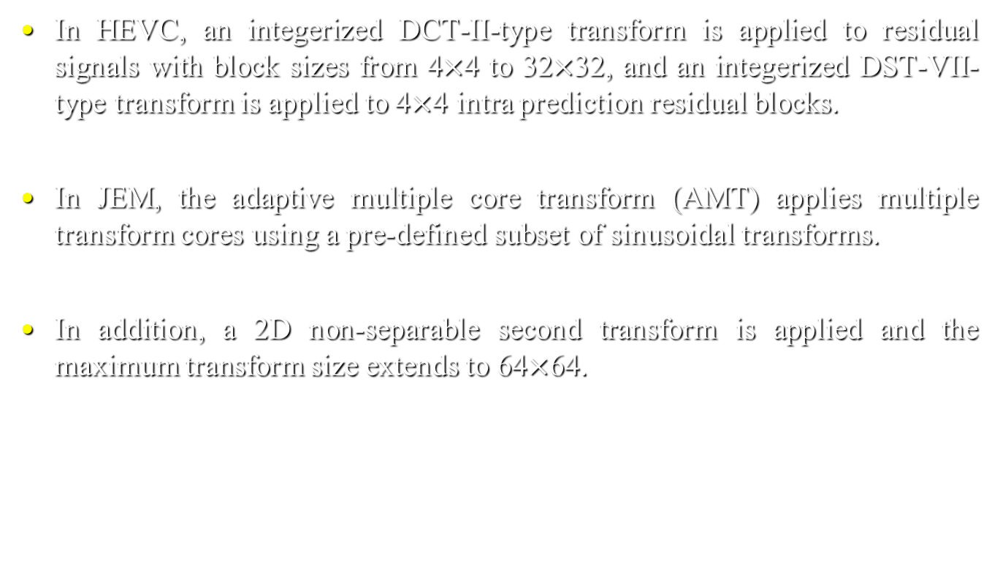 • In HEVC, an integerized DCT-II-type transform is applied to residual
signals with block sizes from 4×4 to 32×32, and an integerized DST-VII-
type transform is applied to 4×4 intra prediction residual blocks.
• In JEM, the adaptive multiple core transform (AMT) applies multiple
transform cores using a pre-defined subset of sinusoidal transforms.
• In addition, a 2D non-separable second transform is applied and the
maximum transform size extends to 64×64.